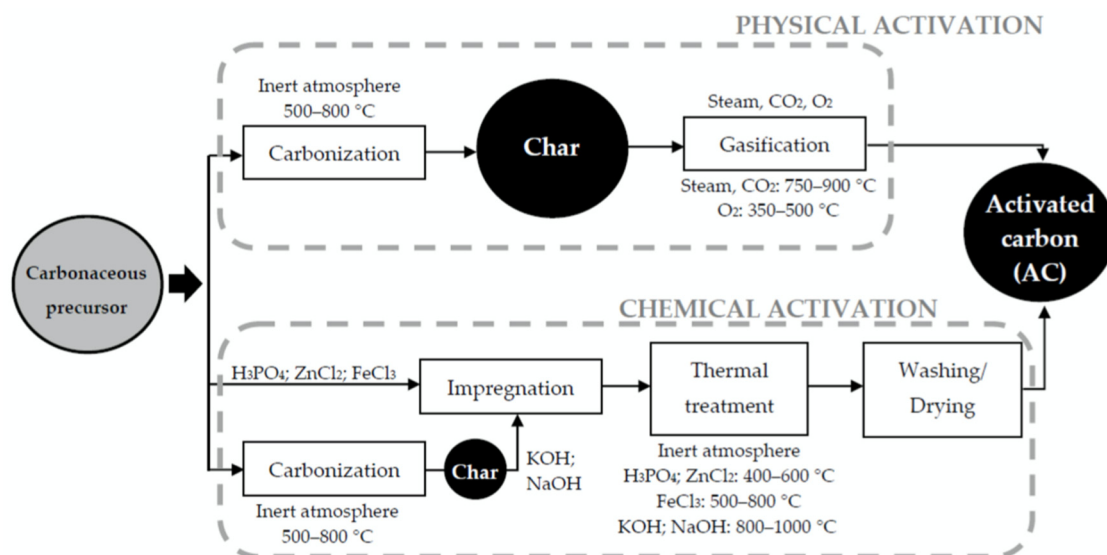 PHYSICAL ACTIVATION
Inert atmosphere
500–800 °C
Carbonization
Char
Steam, CO₂, O₂
Gasification
Steam, CO₂: 750–900 °C
O₂: 350–500 °C
Activated
carbon
(AC)
Carbonaceous
precursor
CHEMICAL ACTIVATION
H₃PO₄; ZnCl₂; FeCl₃
Impregnation
Thermal
treatment
Washing/
Drying
Carbonization
Char
KOH;
NaOH
Inert atmosphere
500–800 °C
Inert atmosphere
H₃PO₄; ZnCl₂: 400–600 °C
FeCl₃: 500–800 °C
KOH; NaOH: 800–1000 °C